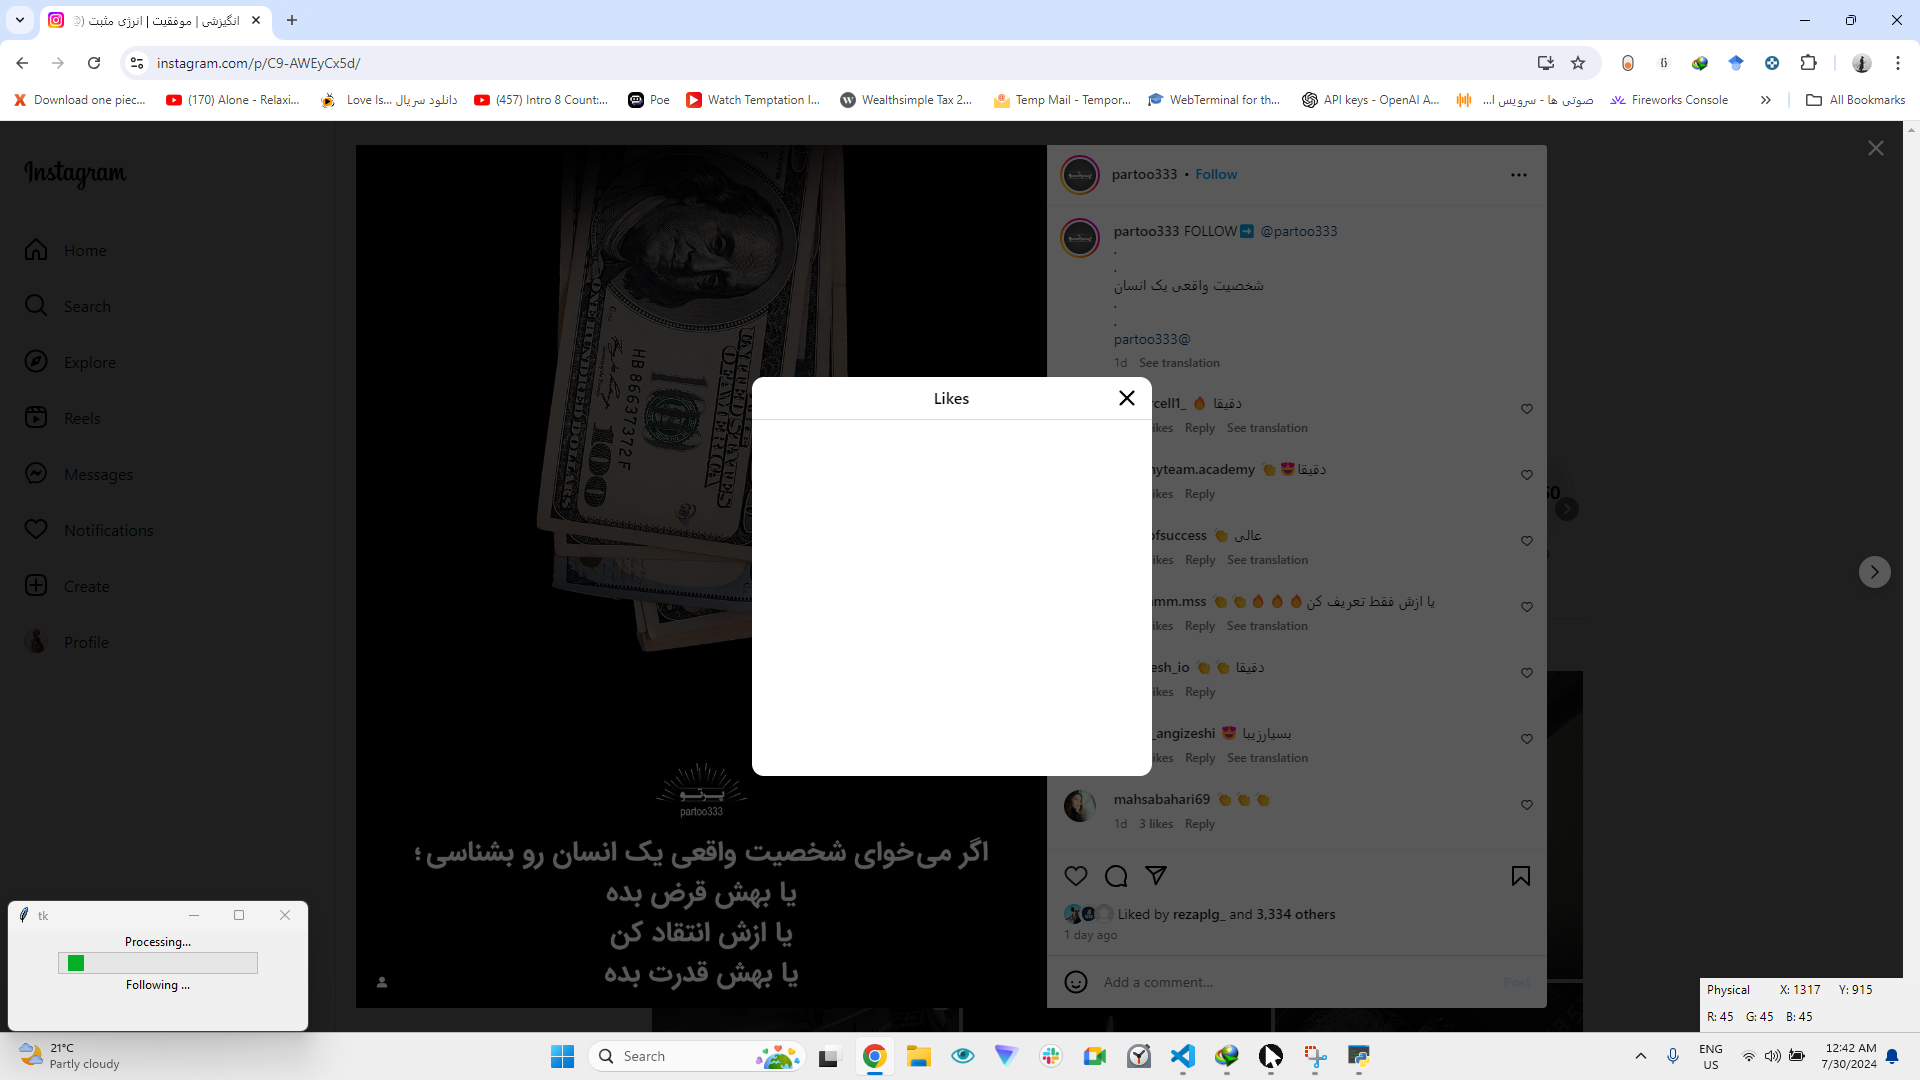 انگیزشی | موفقیت | انرژی مثبت (@
instagram.com/p/C9-AWEyCx5d/
Download one piec...
(170) Alone - Relaxi...
Love Is... دانلود سریال
(457) Intro 8 Count:...
Poe
Watch Temptation I...
Wealthsimple Tax 2...
Temp Mail - Tempor...
WebTerminal for th...
API keys - OpenAI A...
صوتی ها - سرویس ا...
Fireworks Console
All Bookmarks
Instagram
Home
Search
Explore
Reels
Messages
Notifications
Create
Profile
partoo333 • Follow
partoo333 FOLLOW➡️ @partoo333
.
.
شخصیت واقعی یک انسان
.
.
partoo333@
1d See translation
Likes
rcell1_ 🔥 دقیقا
ikes Reply See translation
nyteam.academy 👏😍دقیقا
ikes Reply
ofsuccess 👏 عالی
ikes Reply See translation
amm.mss 👏👏🔥🔥🔥یا ازش فقط تعریف کن
ikes Reply See translation
esh_io 👏👏 دقیقا
ikes Reply
_angizeshi 😍 بسیارزیبا
ikes Reply See translation
mahsabahari69 👏👏👏
1d 3 likes Reply
Liked by rezaplg_ and 3,334 others
1 day ago
Add a comment...
Post
HB 86637372 F
100
پرتو
partoo333
اگر می‌خوای شخصیت واقعی یک انسان رو بشناسی؛
یا بهش قرض بده
یا ازش انتقاد کن
یا بهش قدرت بده
tk
Processing...
Following ...
Physical X: 1317 Y: 915
R: 45 G: 45 B: 45
21°C
Partly cloudy
Search
ENG
US
12:42 AM
7/30/2024